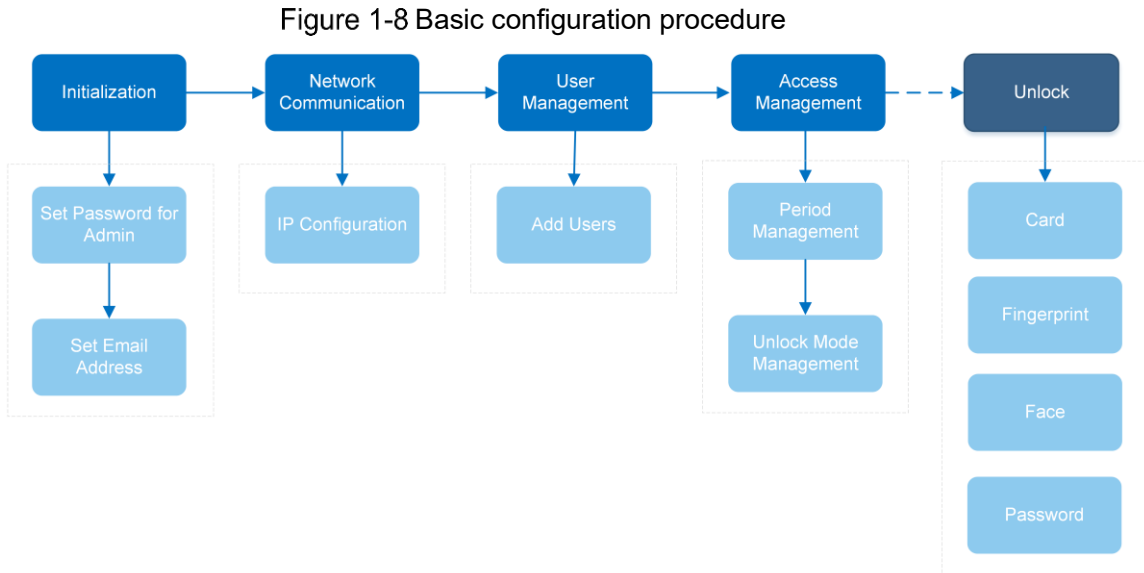 Figure 1-8 Basic configuration procedure
Initialization
Network
Communication
User
Management
Access
Management
Unlock
Set Password for
Admin
Set Email
Address
IP Configuration
Add Users
Period
Management
Unlock Mode
Management
Card
Fingerprint
Face
Password